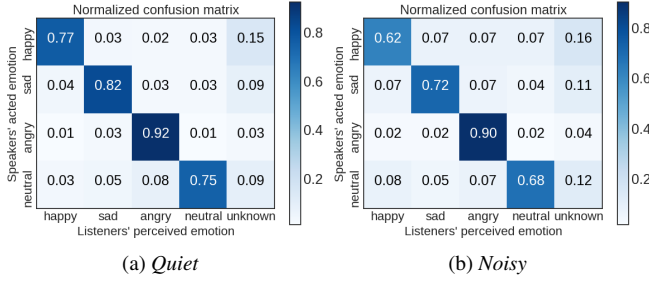 Normalized confusion matrix
Speakers' acted emotion
happy 0.77 0.03 0.02 0.03 0.15
sad 0.04 0.82 0.03 0.03 0.09
angry 0.01 0.03 0.92 0.01 0.03
neutral 0.03 0.05 0.08 0.75 0.09
happy sad angry neutral unknown
Listeners' perceived emotion
0.8
0.6
0.4
0.2
(a) Quiet
Normalized confusion matrix
Speakers' acted emotion
happy 0.62 0.07 0.07 0.07 0.16
sad 0.07 0.72 0.07 0.04 0.11
angry 0.02 0.02 0.90 0.02 0.04
neutral 0.08 0.05 0.07 0.68 0.12
happy sad angry neutral unknown
Listeners' perceived emotion
0.8
0.6
0.4
0.2
(b) Noisy